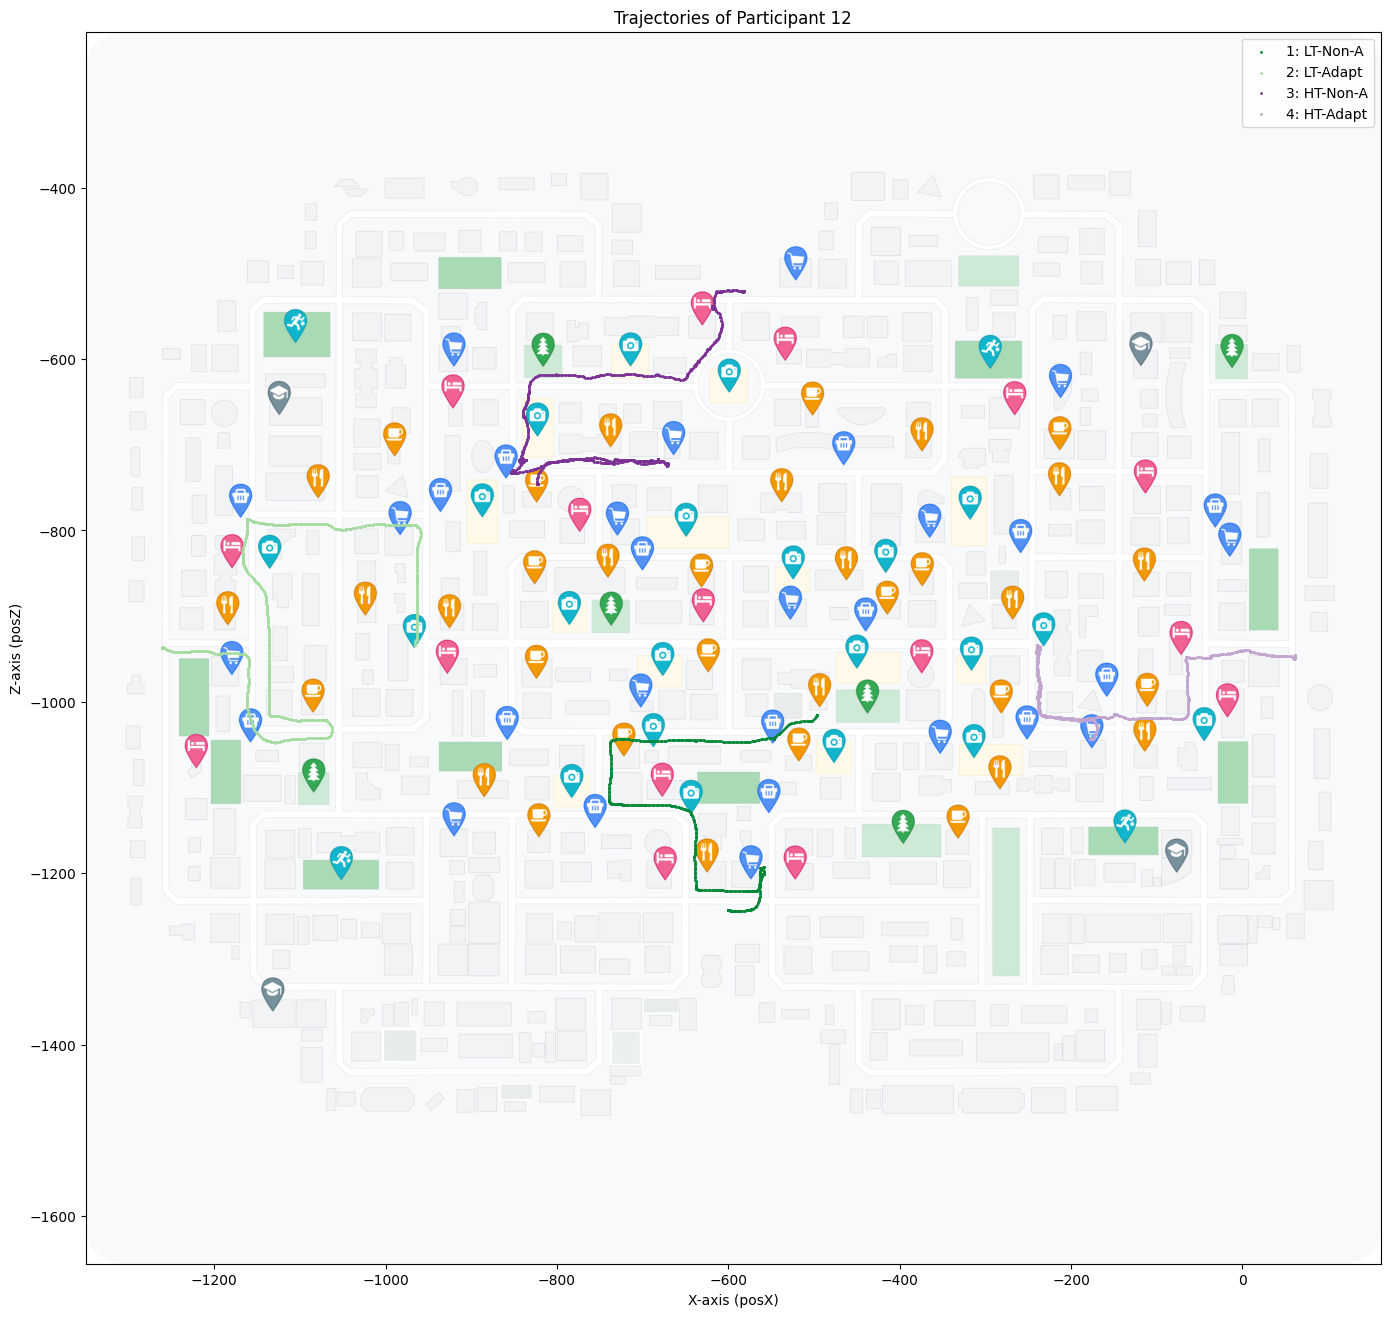 Trajectories of Participant 12
1: LT-Non-A
2: LT-Adapt
3: HT-Non-A
4: HT-Adapt
−400
−600
−800
−1000
−1200
−1400
−1600
Z-axis (posZ)
−1200
−1000
−800
−600
−400
−200
0
X-axis (posX)